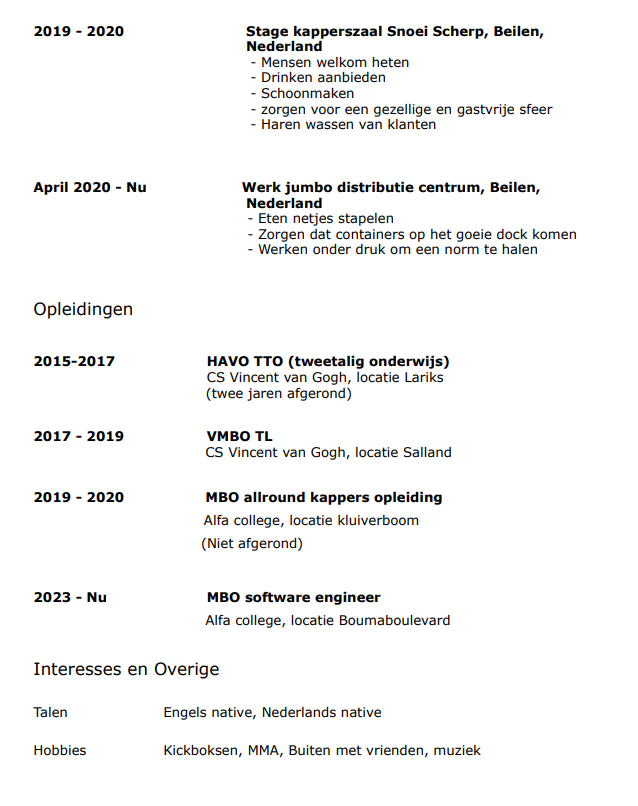 2019 - 2020 Stage kapperszaal Snoei Scherp, Beilen,
Nederland
- Mensen welkom heten
- Drinken aanbieden
- Schoonmaken
- zorgen voor een gezellige en gastvrije sfeer
- Haren wassen van klanten
April 2020 - Nu Werk jumbo distributie centrum, Beilen,
Nederland
- Eten netjes stapelen
- Zorgen dat containers op het goeie dock komen
- Werken onder druk om een norm te halen
Opleidingen
2015-2017 HAVO TTO (tweetalig onderwijs)
CS Vincent van Gogh, locatie Lariks
(twee jaren afgerond)
2017 - 2019 VMBO TL
CS Vincent van Gogh, locatie Salland
2019 - 2020 MBO allround kappers opleiding
Alfa college, locatie kluiverboom
(Niet afgerond)
2023 - Nu MBO software engineer
Alfa college, locatie Boumaboulevard
Interesses en Overige
Talen Engels native, Nederlands native
Hobbies Kickboksen, MMA, Buiten met vrienden, muziek